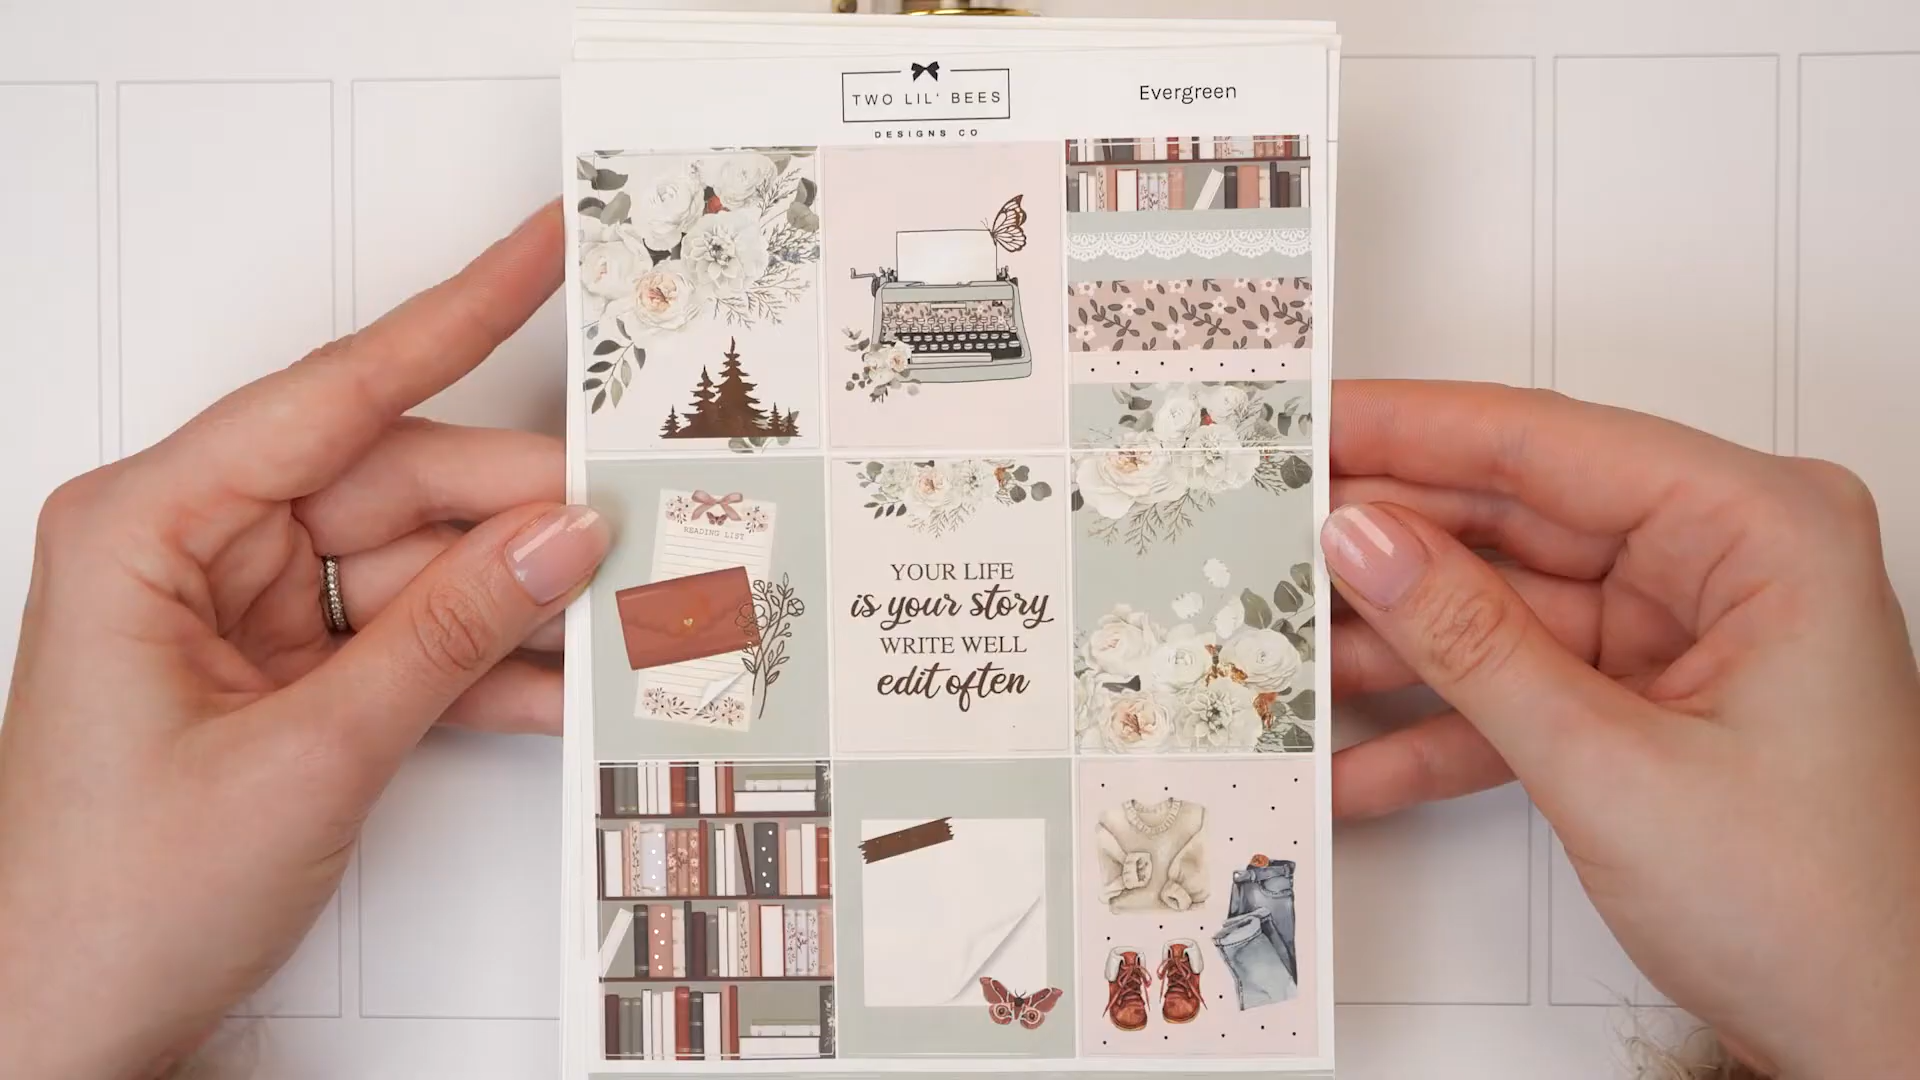 TWO LIL' BEES
DESIGNS CO
Evergreen
READING LIST
YOUR LIFE
is your story
WRITE WELL
edit often